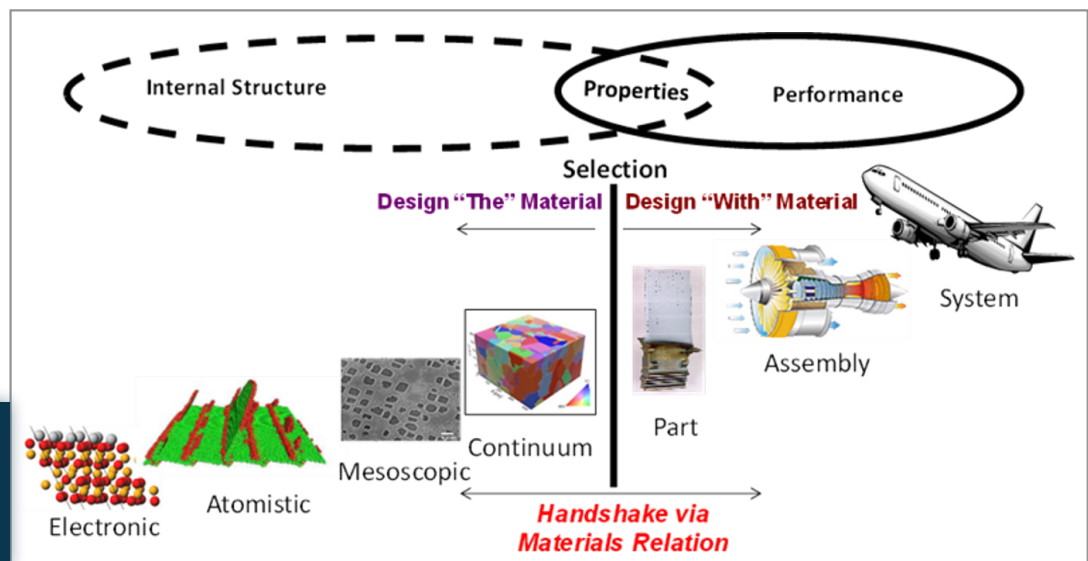 Internal Structure
Properties
Performance
Selection
Design “The” Material
Design “With” Material
System
Assembly
Part
Continuum
Mesoscopic
Atomistic
Electronic
Handshake via
Materials Relation